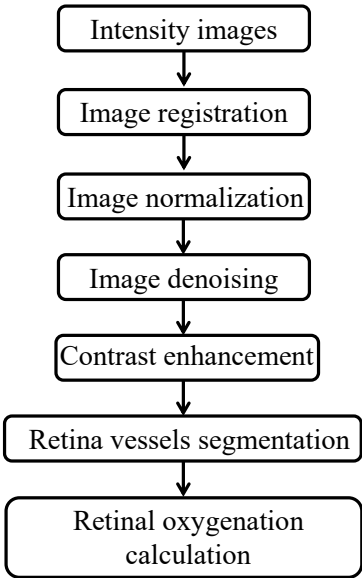 Intensity images
Image registration
Image normalization
Image denoising
Contrast enhancement
Retina vessels segmentation
Retinal oxygenation
calculation